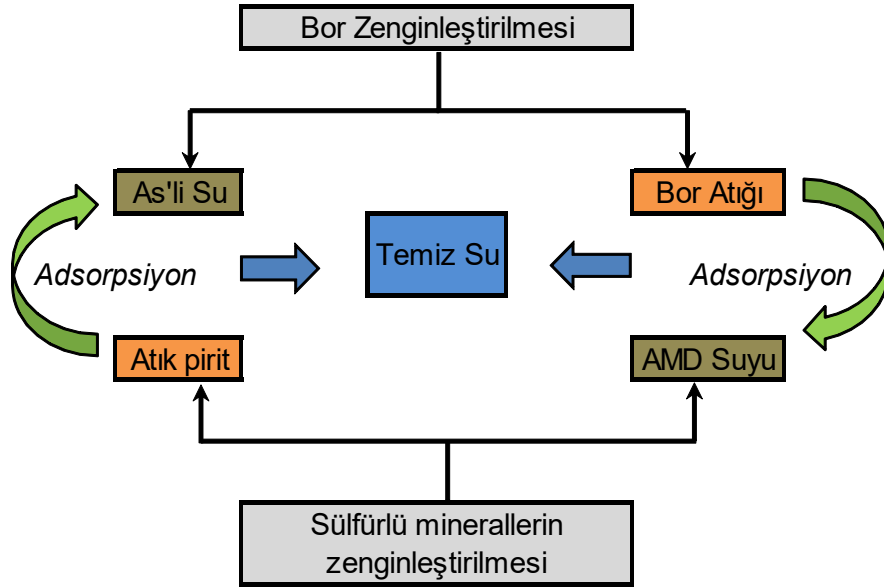 Bor Zenginleştirilmesi
As'li Su
Bor Atığı
Temiz Su
Adsorpsiyon
Adsorpsiyon
Atık pirit
AMD Suyu
Sülfürlü minerallerin
zenginleştirilmesi